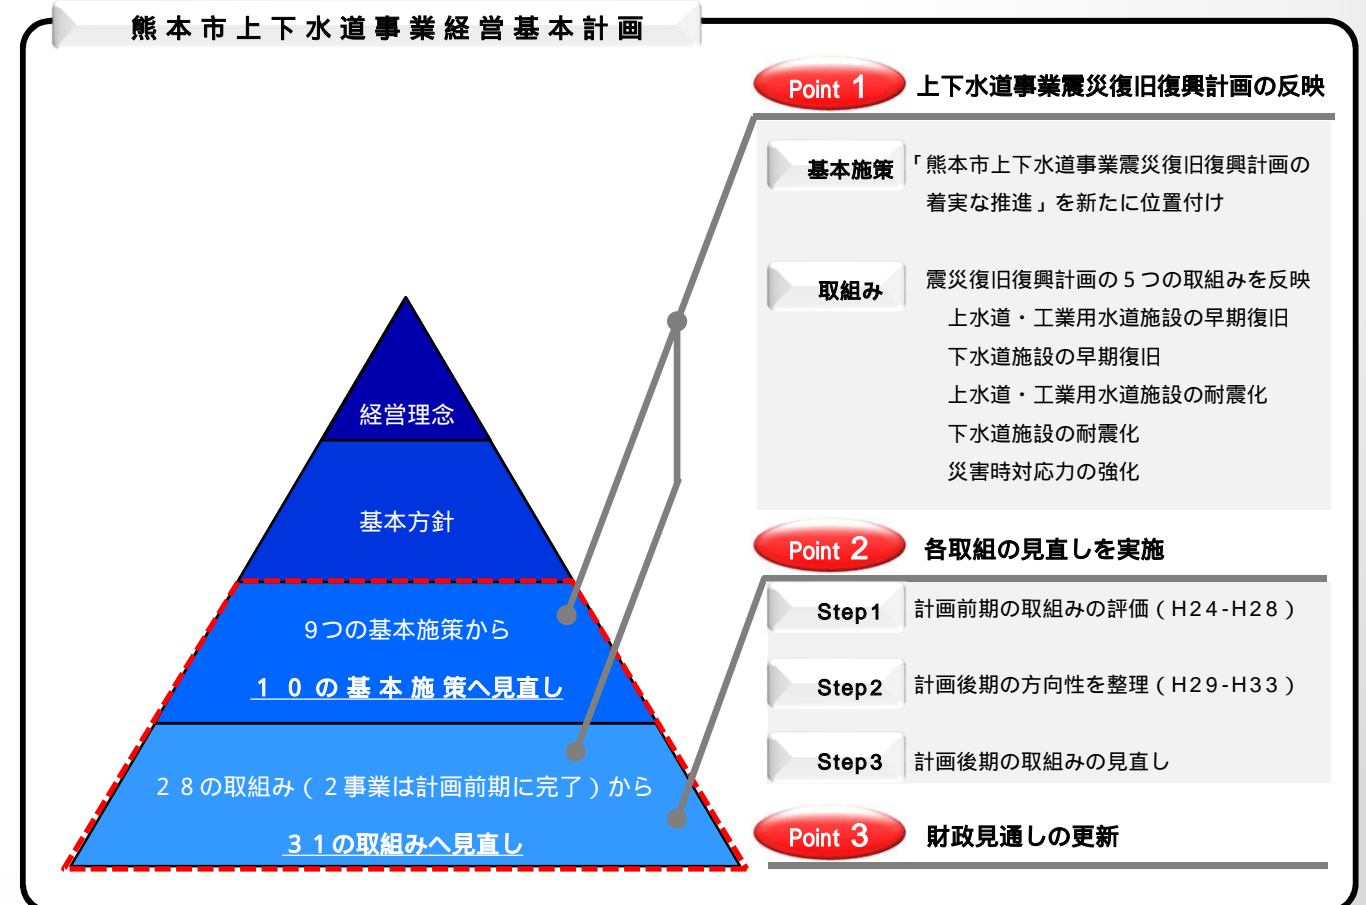 熊本市上下水道事業経営基本計画
経営理念
基本方針
9つの基本施策から
１０の基本施策へ見直し
２８の取組み（２事業は計画前期に完了）から
３１の取組みへ見直し
Point 1 上下水道事業震災復旧復興計画の反映
基本施策 「熊本市上下水道事業震災復旧復興計画の
着実な推進」を新たに位置付け
取組み 震災復旧復興計画の５つの取組みを反映
上水道・工業用水道施設の早期復旧
下水道施設の早期復旧
上水道・工業用水道施設の耐震化
下水道施設の耐震化
災害時対応力の強化
Point 2 各取組の見直しを実施
Step1 計画前期の取組みの評価（H24-H28）
Step2 計画後期の方向性を整理（H29-H33）
Step3 計画後期の取組みの見直し
Point 3 財政見通しの更新